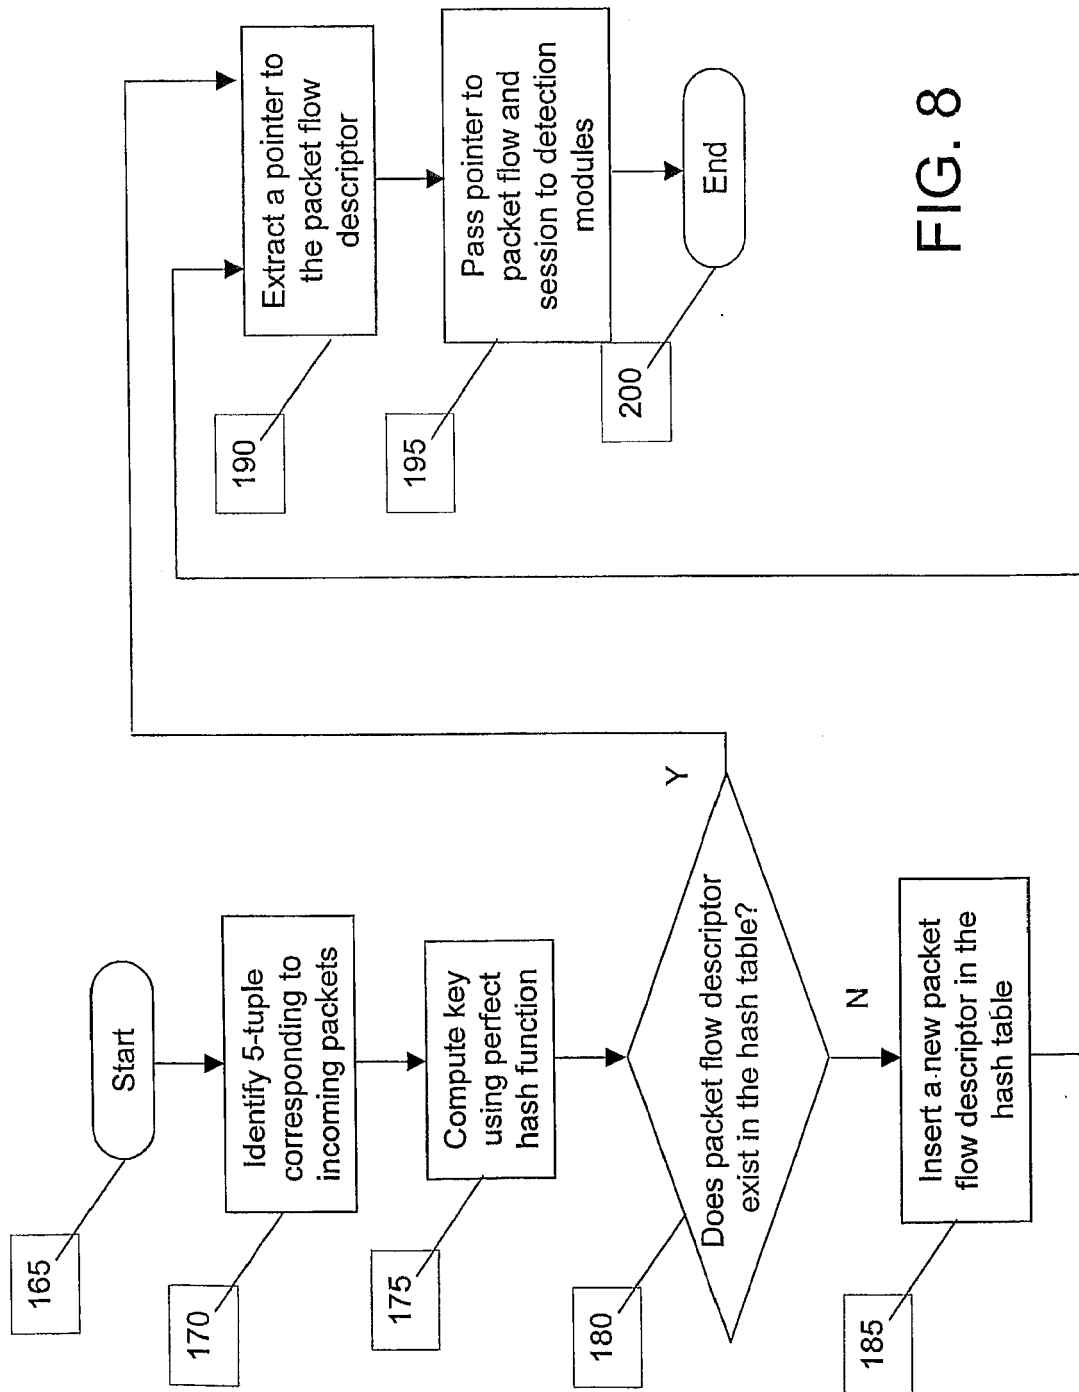 165
Start
170
Identify 5-tuple
corresponding to
incoming packets
175
Compute key
using perfect
hash function
180
Does packet flow descriptor
exist in the hash table?
Y
N
185
Insert a new packet
flow descriptor in the
hash table
190
Extract a pointer to
the packet flow
descriptor
195
Pass pointer to
packet flow and
session to detection
modules
200
End
FIG. 8